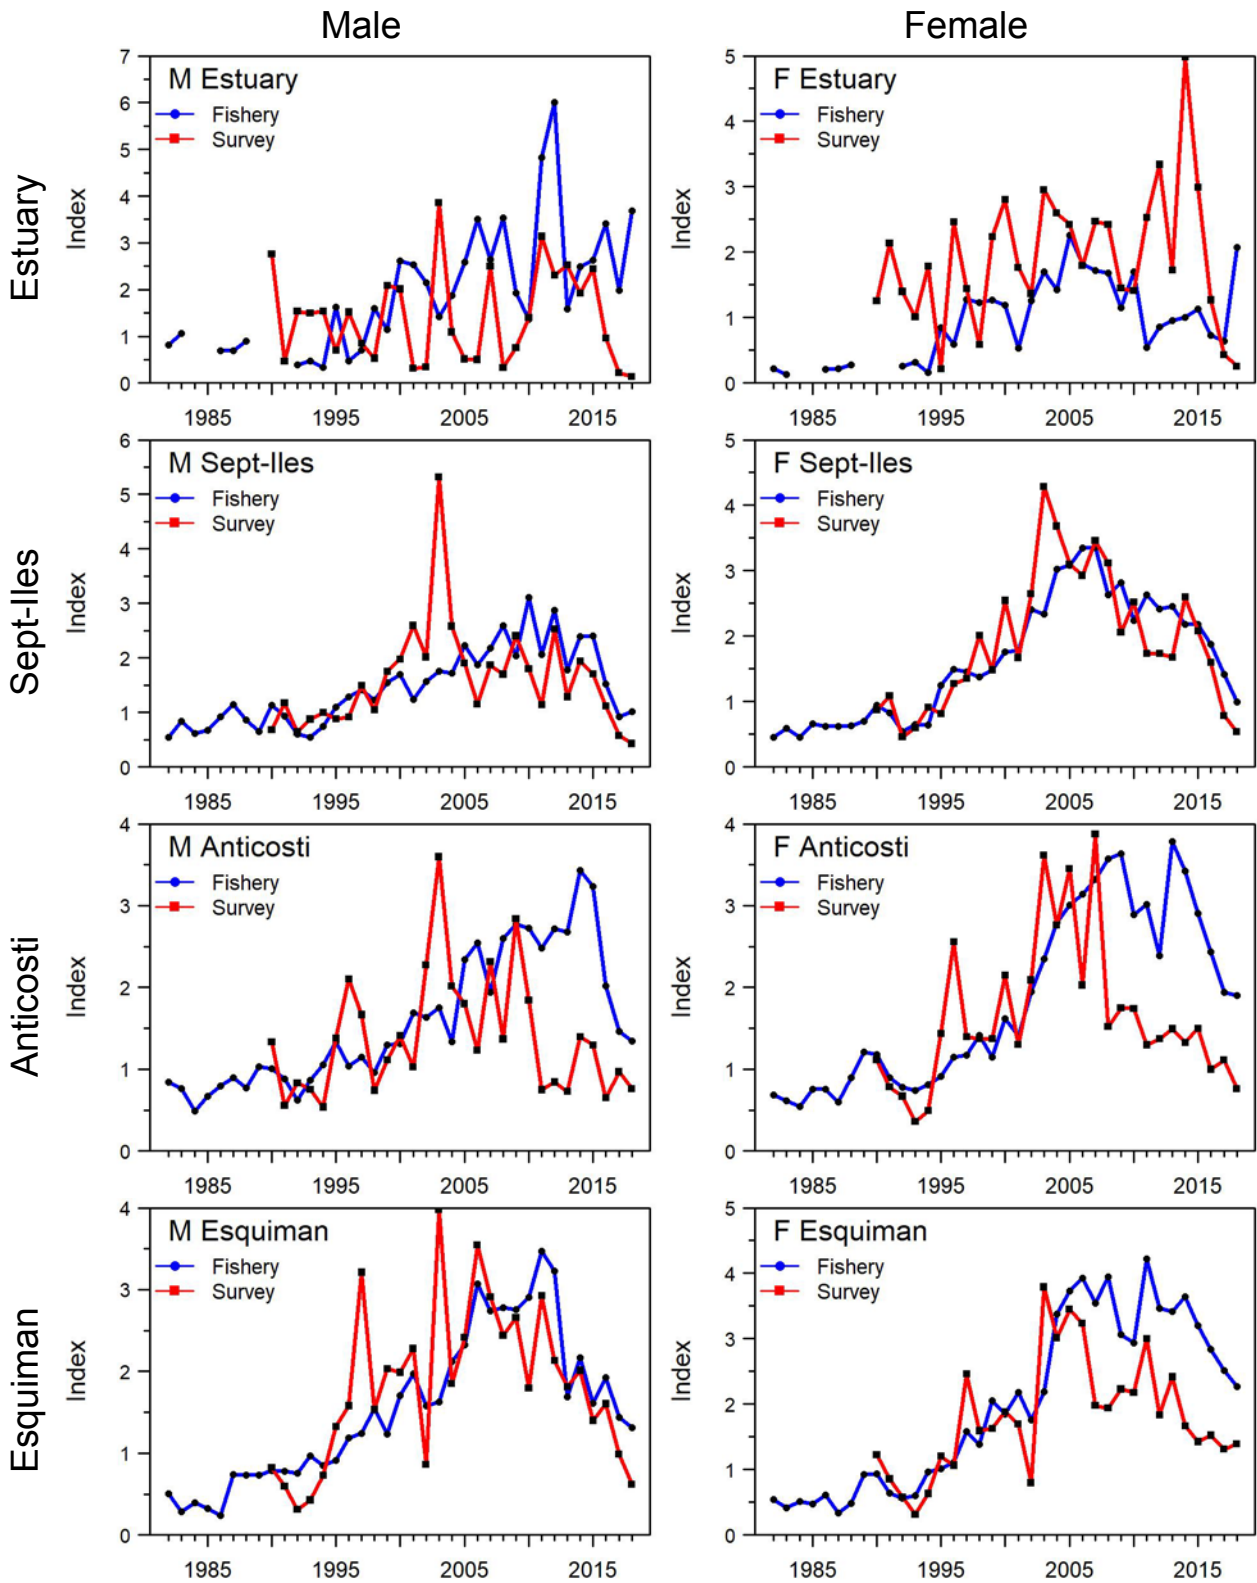 Male Female
Estuary
M Estuary
Fishery
Survey
Index
7
6
5
4
3
2
1
0
1985 1995 2005 2015
F Estuary
Fishery
Survey
Index
5
4
3
2
1
0
1985 1995 2005 2015
Sept-Iles
M Sept-Iles
Fishery
Survey
Index
6
5
4
3
2
1
0
1985 1995 2005 2015
F Sept-Iles
Fishery
Survey
Index
5
4
3
2
1
0
1985 1995 2005 2015
Anticosti
M Anticosti
Fishery
Survey
Index
4
3
2
1
0
1985 1995 2005 2015
F Anticosti
Fishery
Survey
Index
4
3
2
1
0
1985 1995 2005 2015
Esquiman
M Esquiman
Fishery
Survey
Index
4
3
2
1
0
1985 1995 2005 2015
F Esquiman
Fishery
Survey
Index
5
4
3
2
1
0
1985 1995 2005 2015